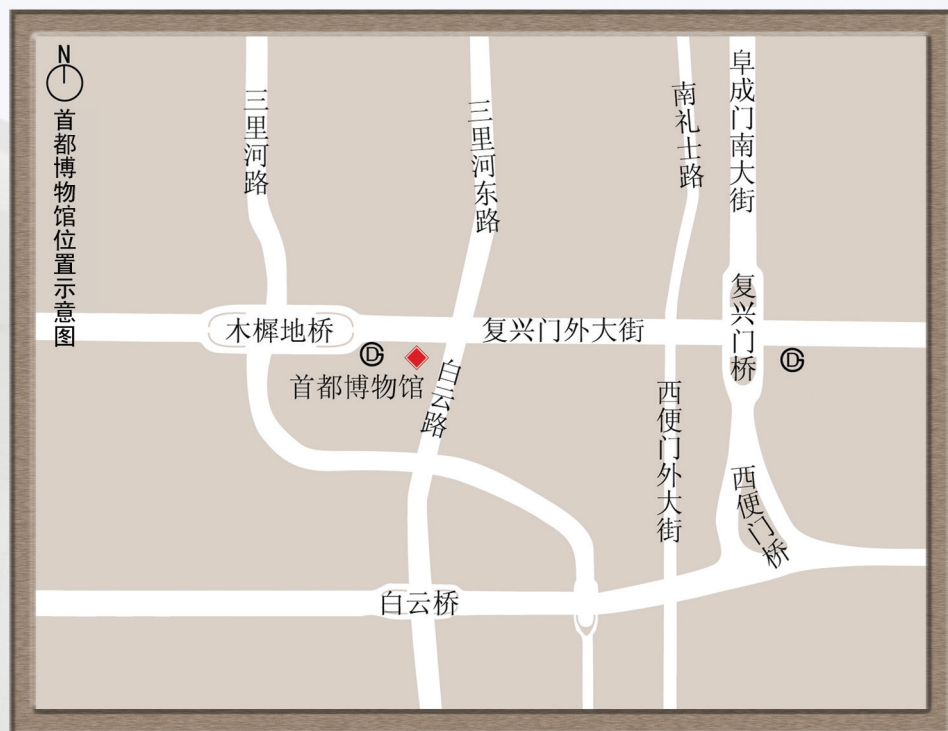 N
首都博物馆位置示意图
三里河路
三里河东路
南礼士路
阜成门南大街
木樨地桥
复兴门外大街
复兴门桥
首都博物馆
白云路
西便门外大街
西便门桥
白云桥